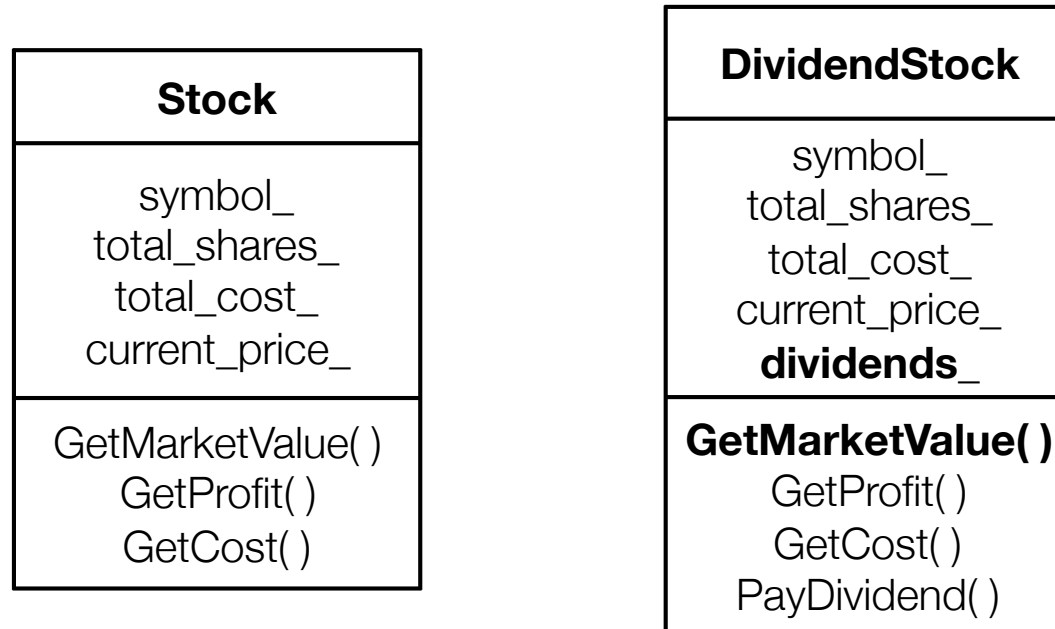 Stock
symbol_
total_shares_
total_cost_
current_price_
GetMarketValue( )
GetProfit( )
GetCost( )
DividendStock
symbol_
total_shares_
total_cost_
current_price_
dividends_
GetMarketValue( )
GetProfit( )
GetCost( )
PayDividend( )